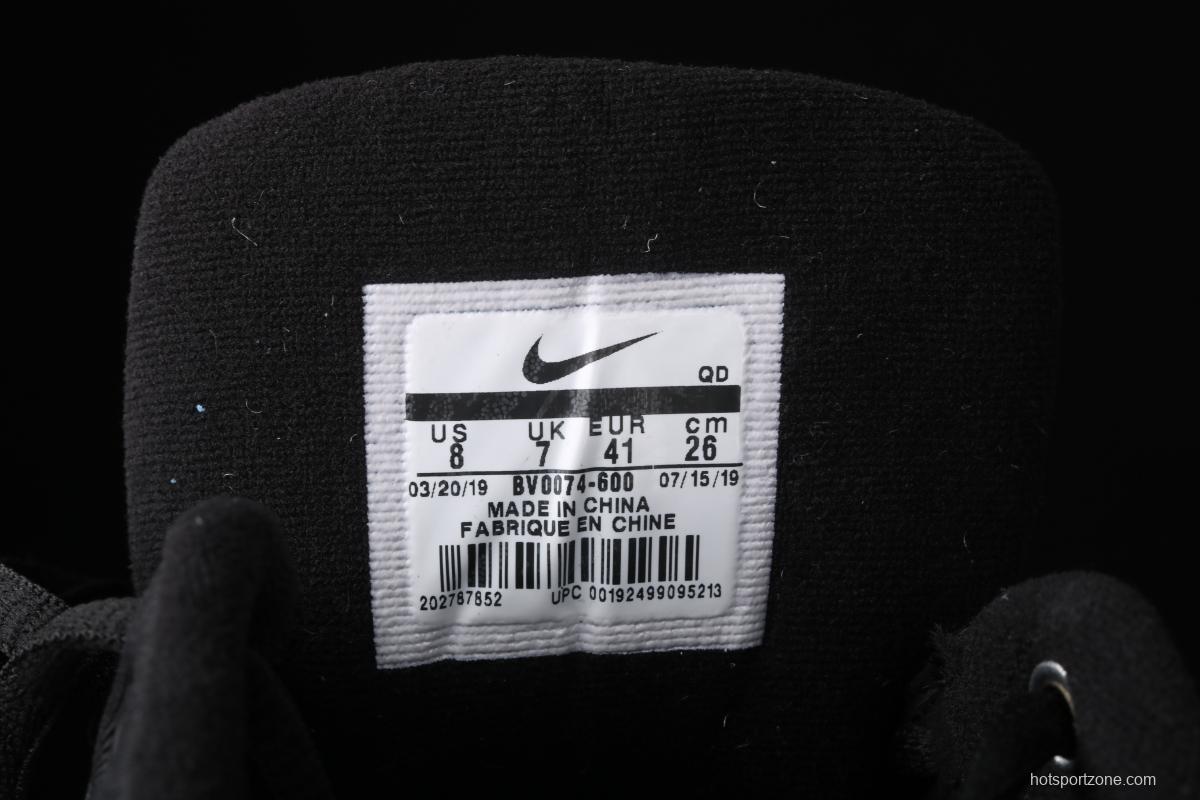 QD
US UK EUR cm
8 7 41 26
03/20/19 BV0074-600 07/15/19
MADE IN CHINA
FABRIQUE EN CHINE
202787852 UPC 00192499095213
hotsportzone.com